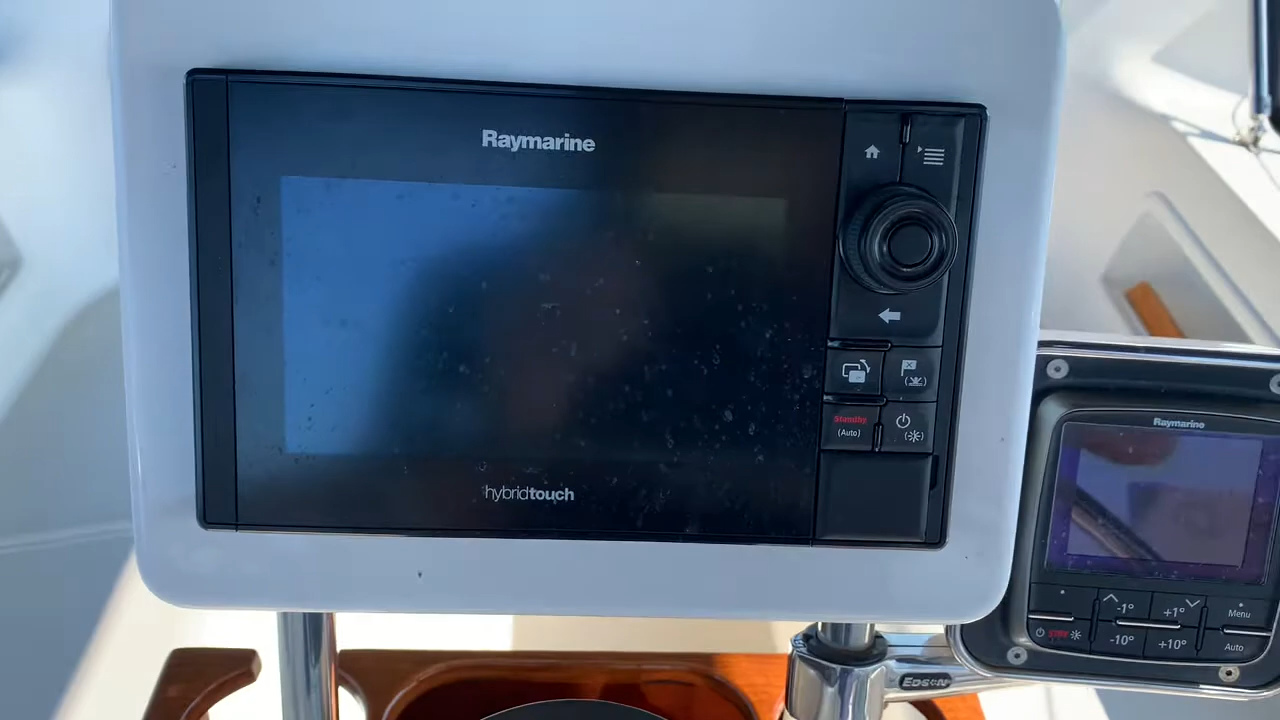 Raymarine
hybridtouch
Standby
(Auto)
Raymarine
-1°
+1°
Menu
-10°
+10°
Auto
EDSON